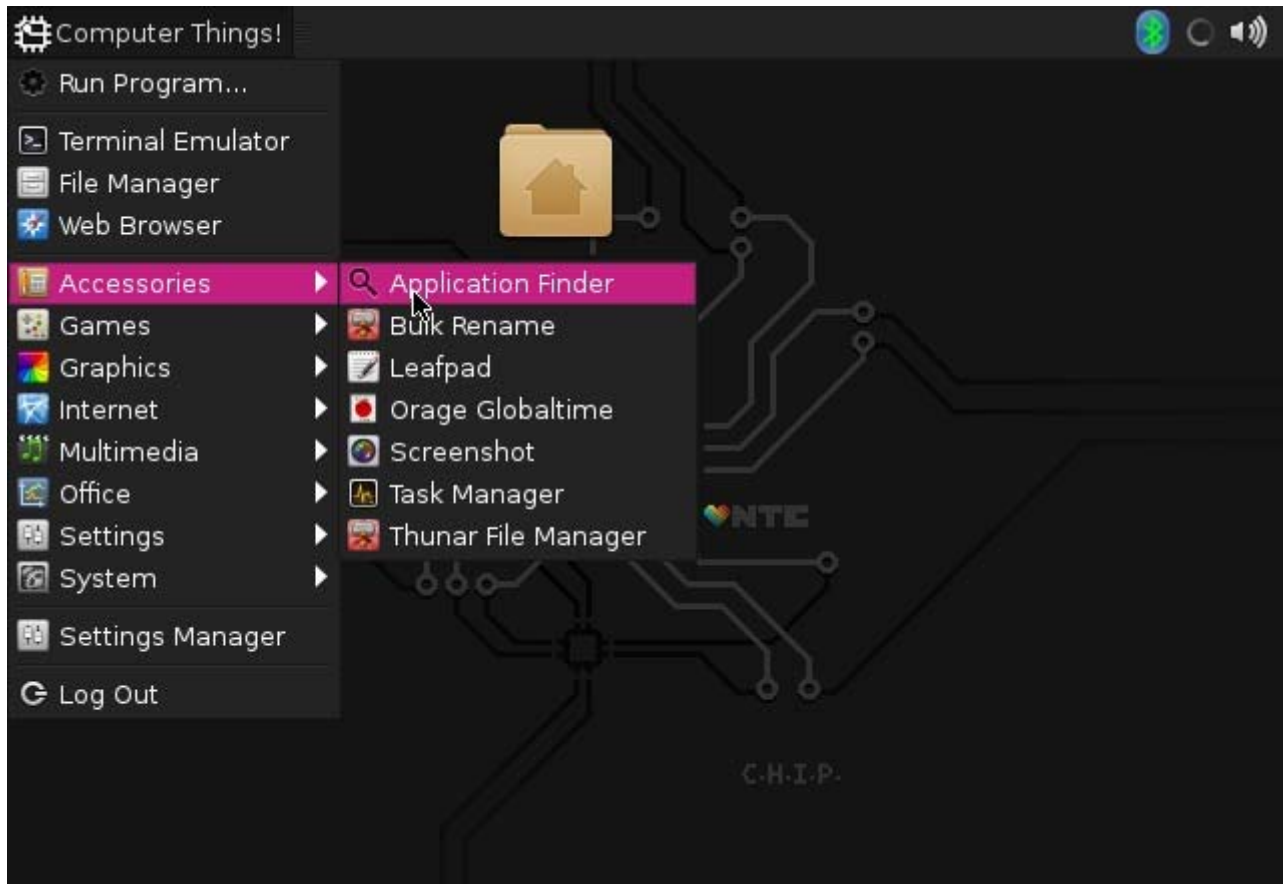 Computer Things!
Run Program...
Terminal Emulator
File Manager
Web Browser
Accessories
Games
Graphics
Internet
Multimedia
Office
Settings
System
Settings Manager
Log Out
Application Finder
Bulk Rename
Leafpad
Orage Globaltime
Screenshot
Task Manager
Thunar File Manager
NTC
C.H.I.P.